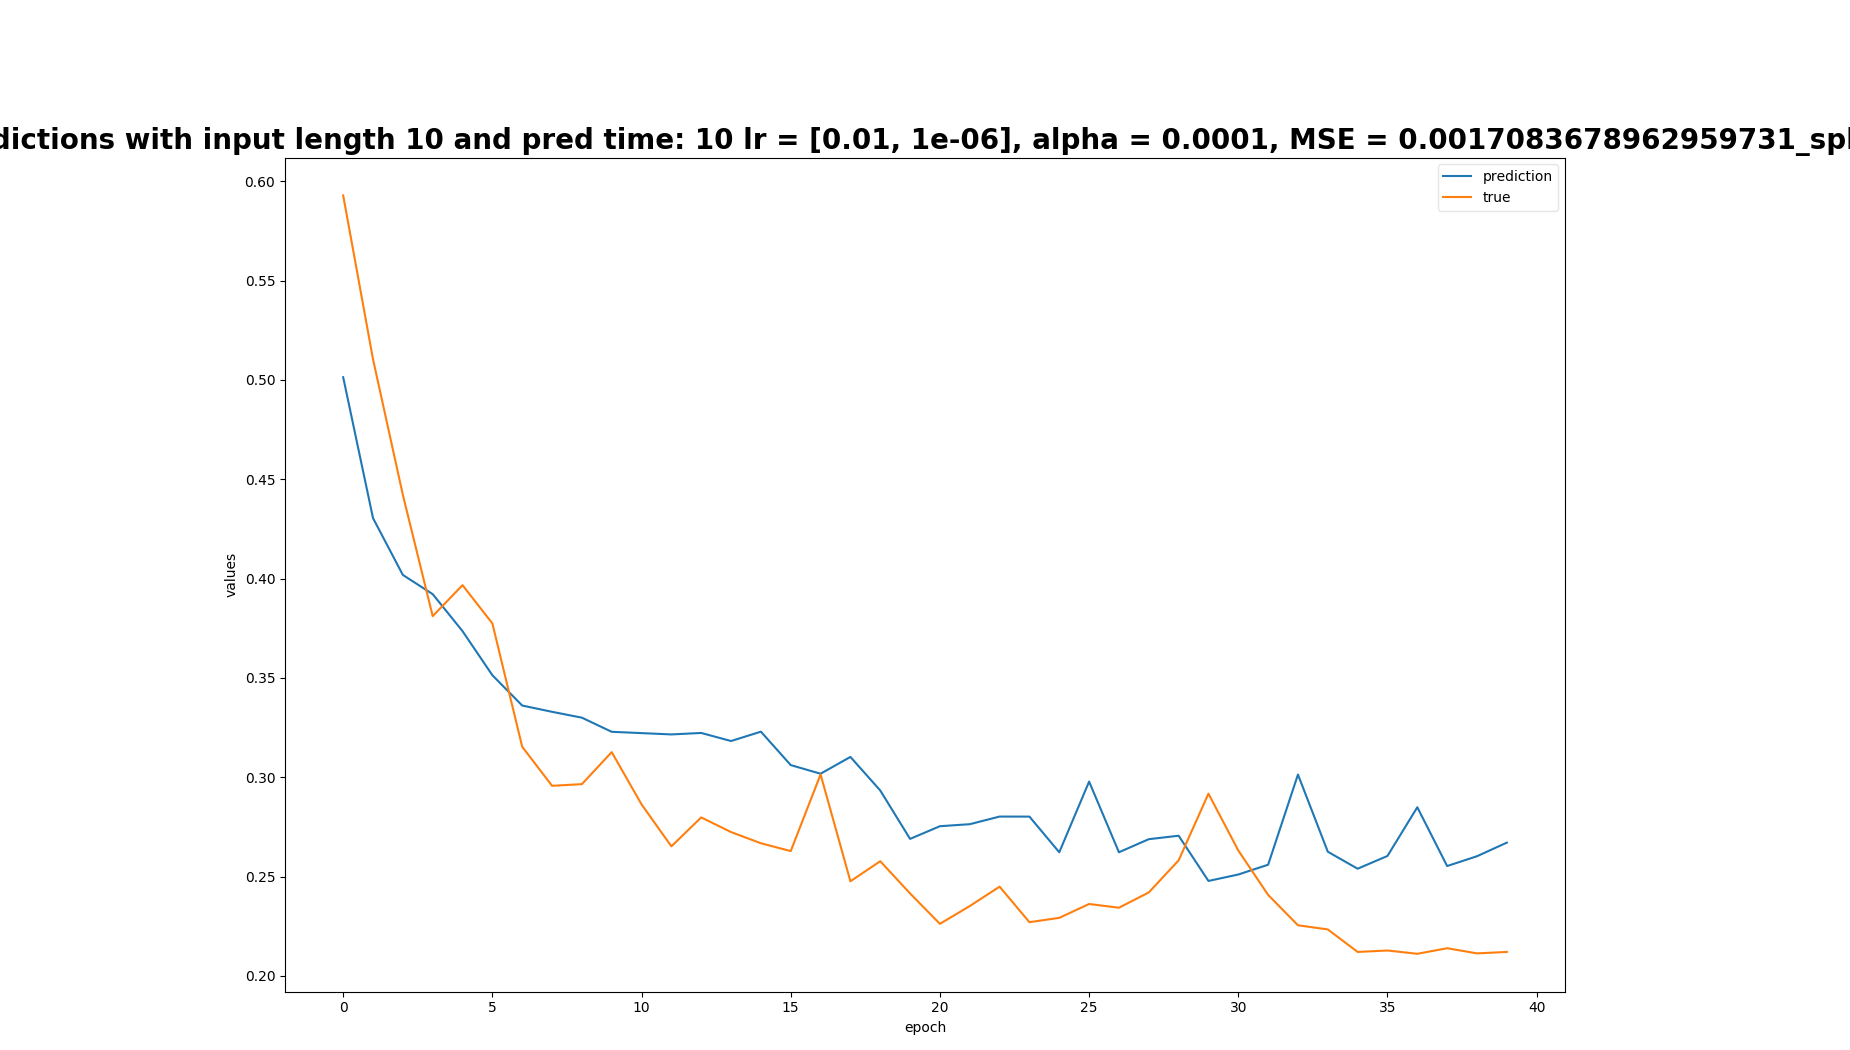 dictions with input length 10 and pred time: 10 lr = [0.01, 1e-06], alpha = 0.0001, MSE = 0.0017083678962959731_spl
prediction
true
0.60
0.55
0.50
0.45
0.40
0.35
0.30
0.25
0.20
values
0 5 10 15 20 25 30 35 40
epoch